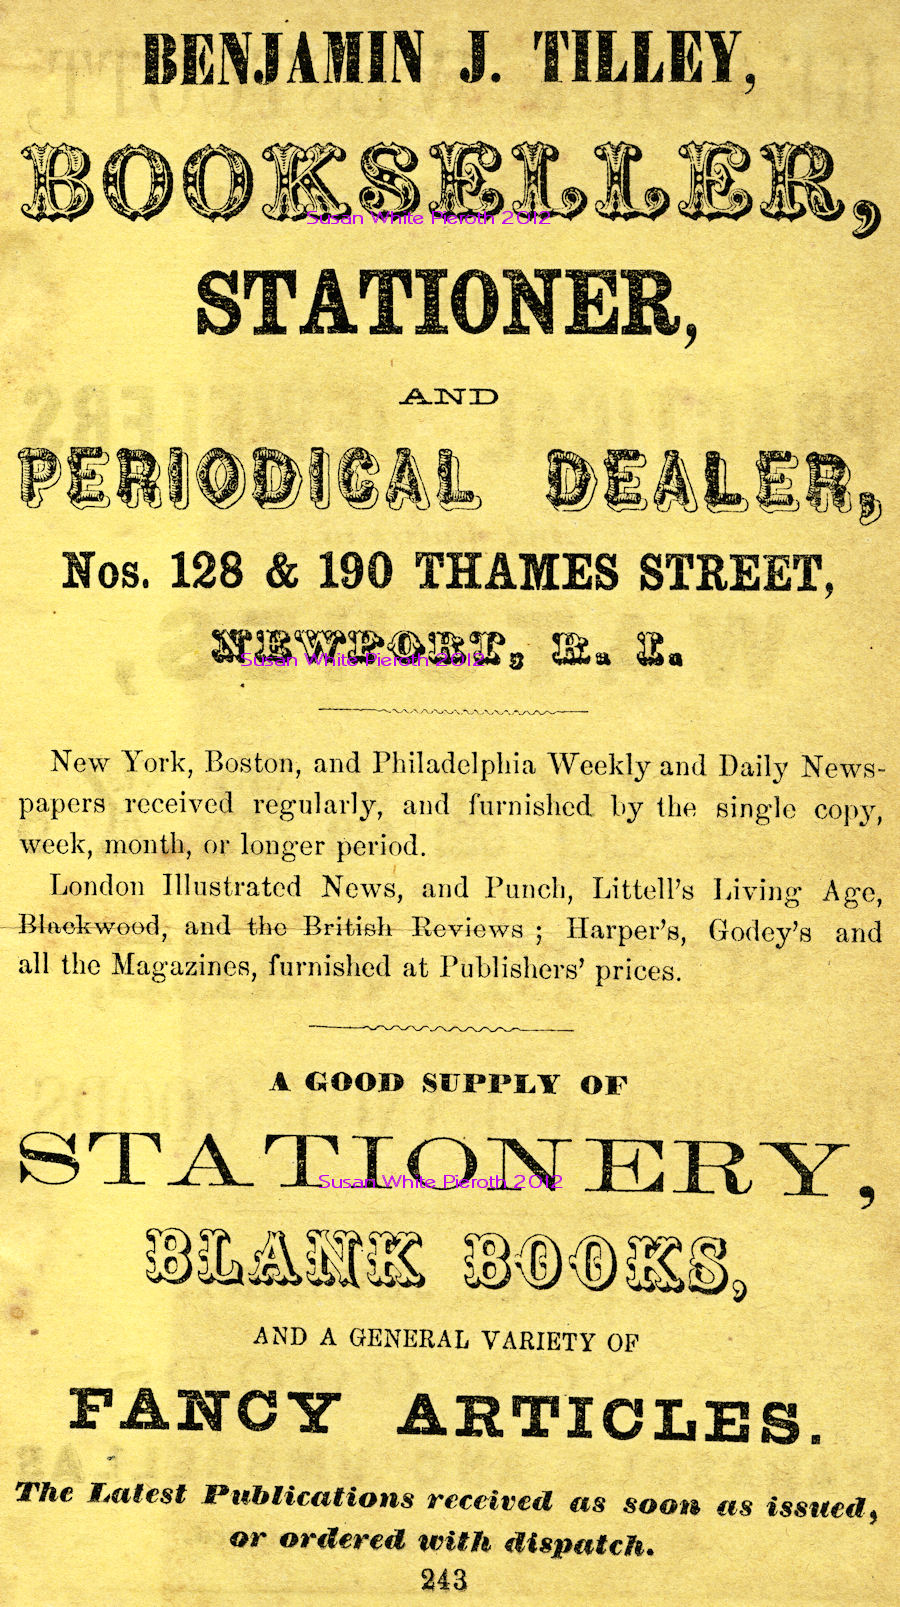 BENJAMIN J. TILLEY,
BOOKSELLER,
Susan White Pieroth 2012
STATIONER,
AND
PERIODICAL DEALER,
Nos. 128 & 190 THAMES STREET,
NEWPORT, R. I.
Susan White Pieroth 2012
New York, Boston, and Philadelphia Weekly and Daily News-
papers received regularly, and furnished by the single copy,
week, month, or longer period.
London Illustrated News, and Punch, Littell's Living Age,
Blackwood, and the British Reviews; Harper's, Godey's and
all the Magazines, furnished at Publishers' prices.
A GOOD SUPPLY OF
STATIONERY,
Susan White Pieroth 2012
BLANK BOOKS,
AND A GENERAL VARIETY OF
FANCY ARTICLES.
The Latest Publications received as soon as issued,
or ordered with dispatch.
243